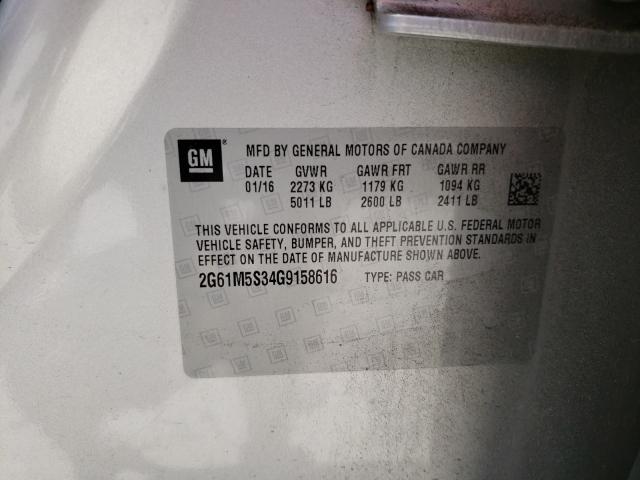 GM ®
MFD BY GENERAL MOTORS OF CANADA COMPANY
DATE GVWR GAWR FRT GAWR RR
01/16 2273 KG 1179 KG 1094 KG
5011 LB 2600 LB 2411 LB
THIS VEHICLE CONFORMS TO ALL APPLICABLE U.S. FEDERAL MOTOR
VEHICLE SAFETY, BUMPER, AND THEFT PREVENTION STANDARDS IN
EFFECT ON THE DATE OF MANUFACTURE SHOWN ABOVE.
2G61M5S34G9158616 TYPE: PASS CAR